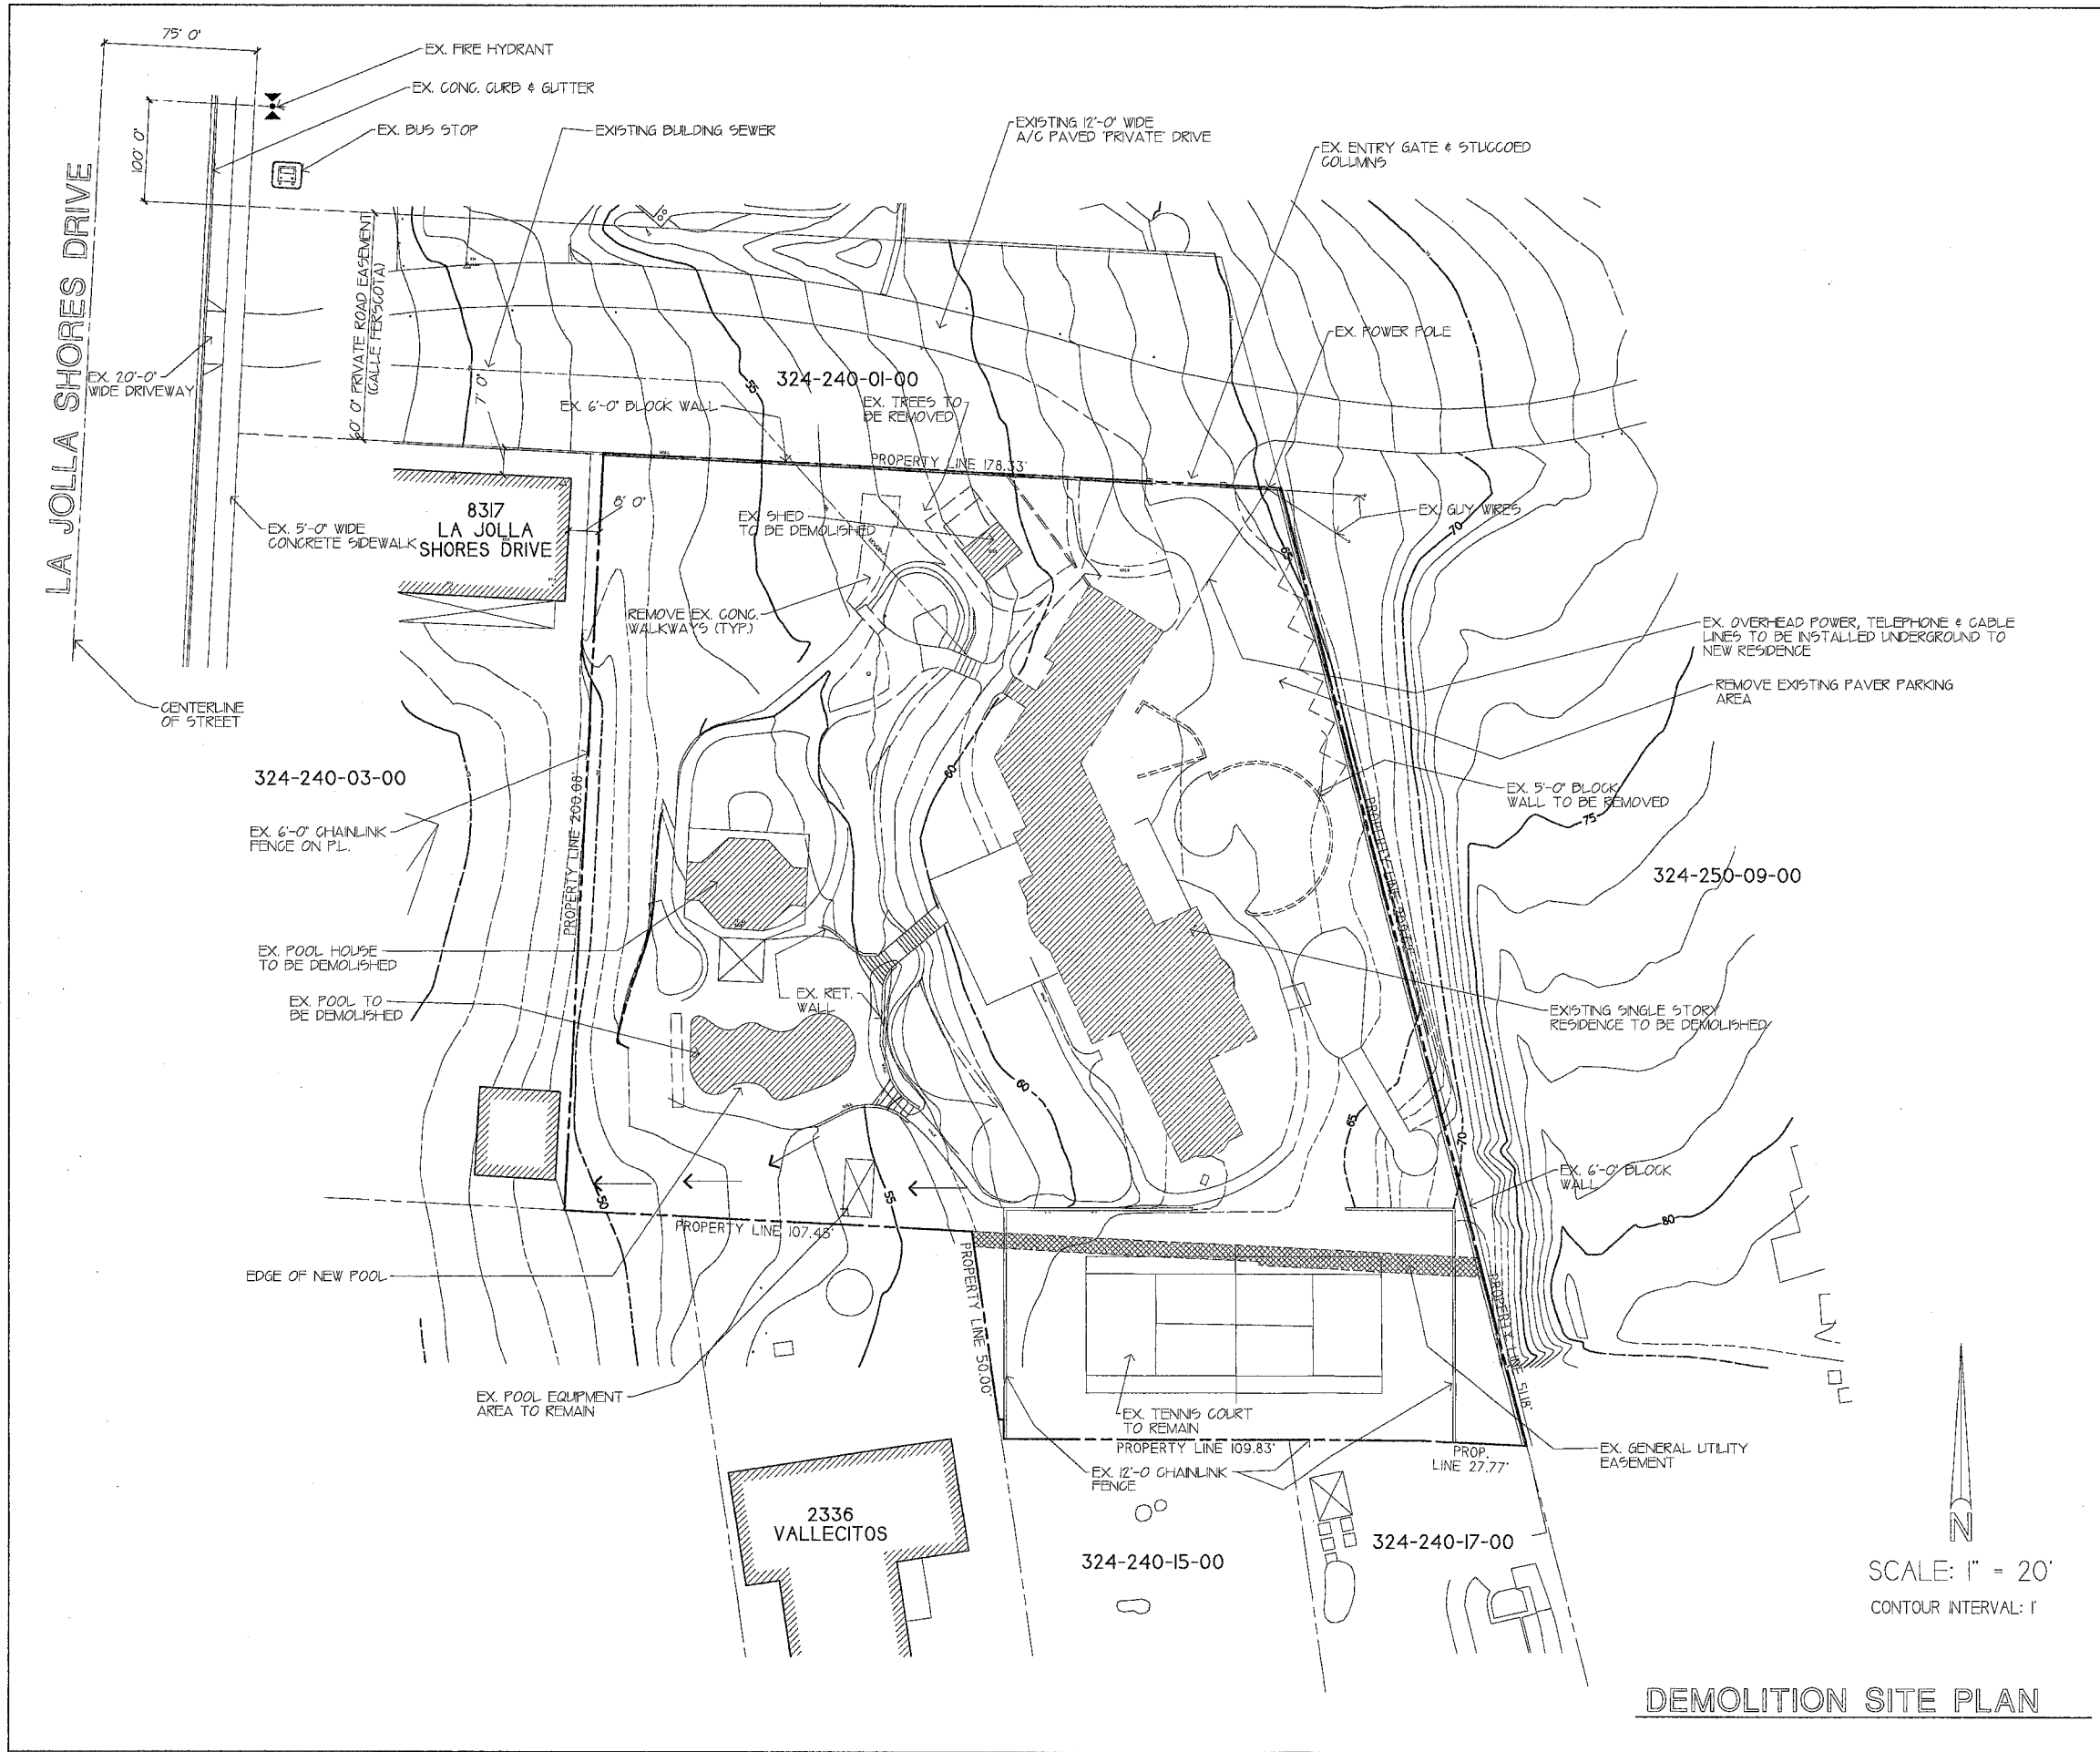 75' 0"
EX. FIRE HYDRANT
EX. CONC. CURB & GUTTER
EX. BUS STOP
EXISTING BUILDING SEWER
EXISTING 12'-0" WIDE
A/C PAVED 'PRIVATE' DRIVE
EX. ENTRY GATE & STUCCOED
COLUMNS
100' 0"
LA JOLLA SHORES DRIVE
60' 0" PRIVATE ROAD EASEMENT
(CALLE FERSCOTA)
EX. 20'-0"
WIDE DRIVEWAY
7' 0"
55
324-240-01-00
EX. POWER POLE
EX. 6'-0" BLOCK WALL
EX. TREES TO
BE REMOVED
PROPERTY LINE 178.33'
8317
LA JOLLA
SHORES DRIVE
8' 0"
EX. 5'-0" WIDE
CONCRETE SIDEWALK
EX. SHED
TO BE DEMOLISHED
EX. GUY WIRES
70
65
REMOVE EX. CONC.
WALKWAYS (TYP.)
EX. OVERHEAD POWER, TELEPHONE & CABLE
LINES TO BE INSTALLED UNDERGROUND TO
NEW RESIDENCE
REMOVE EXISTING PAVER PARKING
AREA
CENTERLINE
OF STREET
324-240-03-00
60
EX. 5'-0" BLOCK
WALL TO BE REMOVED
75
EX. 6'-0" CHAINLINK
FENCE ON P.L.
PROPERTY LINE 200.08'
PROPERTY LINE
324-250-09-00
EX. POOL HOUSE
TO BE DEMOLISHED
EX. POOL TO
BE DEMOLISHED
EX. RET.
WALL
EXISTING SINGLE STORY
RESIDENCE TO BE DEMOLISHED
60
65
70
EX. 6'-0" BLOCK
WALL
50
55
80
PROPERTY LINE 107.45'
EDGE OF NEW POOL
PROPERTY LINE 50.00'
PROPERTY LINE 51.18'
EX. POOL EQUIPMENT
AREA TO REMAIN
EX. TENNIS COURT
TO REMAIN
PROPERTY LINE 109.83'
PROP.
LINE 27.77'
EX. GENERAL UTILITY
EASEMENT
EX. 12'-0 CHAINLINK
FENCE
2336
VALLECITOS
324-240-15-00
324-240-17-00
N
SCALE: 1" = 20'
CONTOUR INTERVAL: 1'
DEMOLITION SITE PLAN